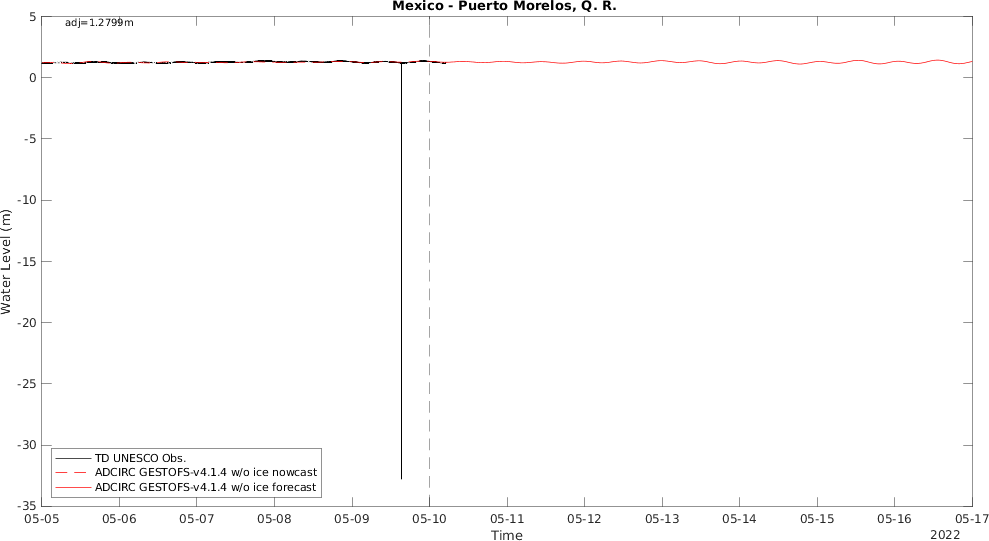 Mexico - Puerto Morelos, Q. R.
adj=1.2799m
5
0
-5
-10
-15
-20
-25
-30
-35
Water Level (m)
TD UNESCO Obs.
ADCIRC GESTOFS-v4.1.4 w/o ice nowcast
ADCIRC GESTOFS-v4.1.4 w/o ice forecast
05-05 05-06 05-07 05-08 05-09 05-10 05-11 05-12 05-13 05-14 05-15 05-16 05-17
Time
2022